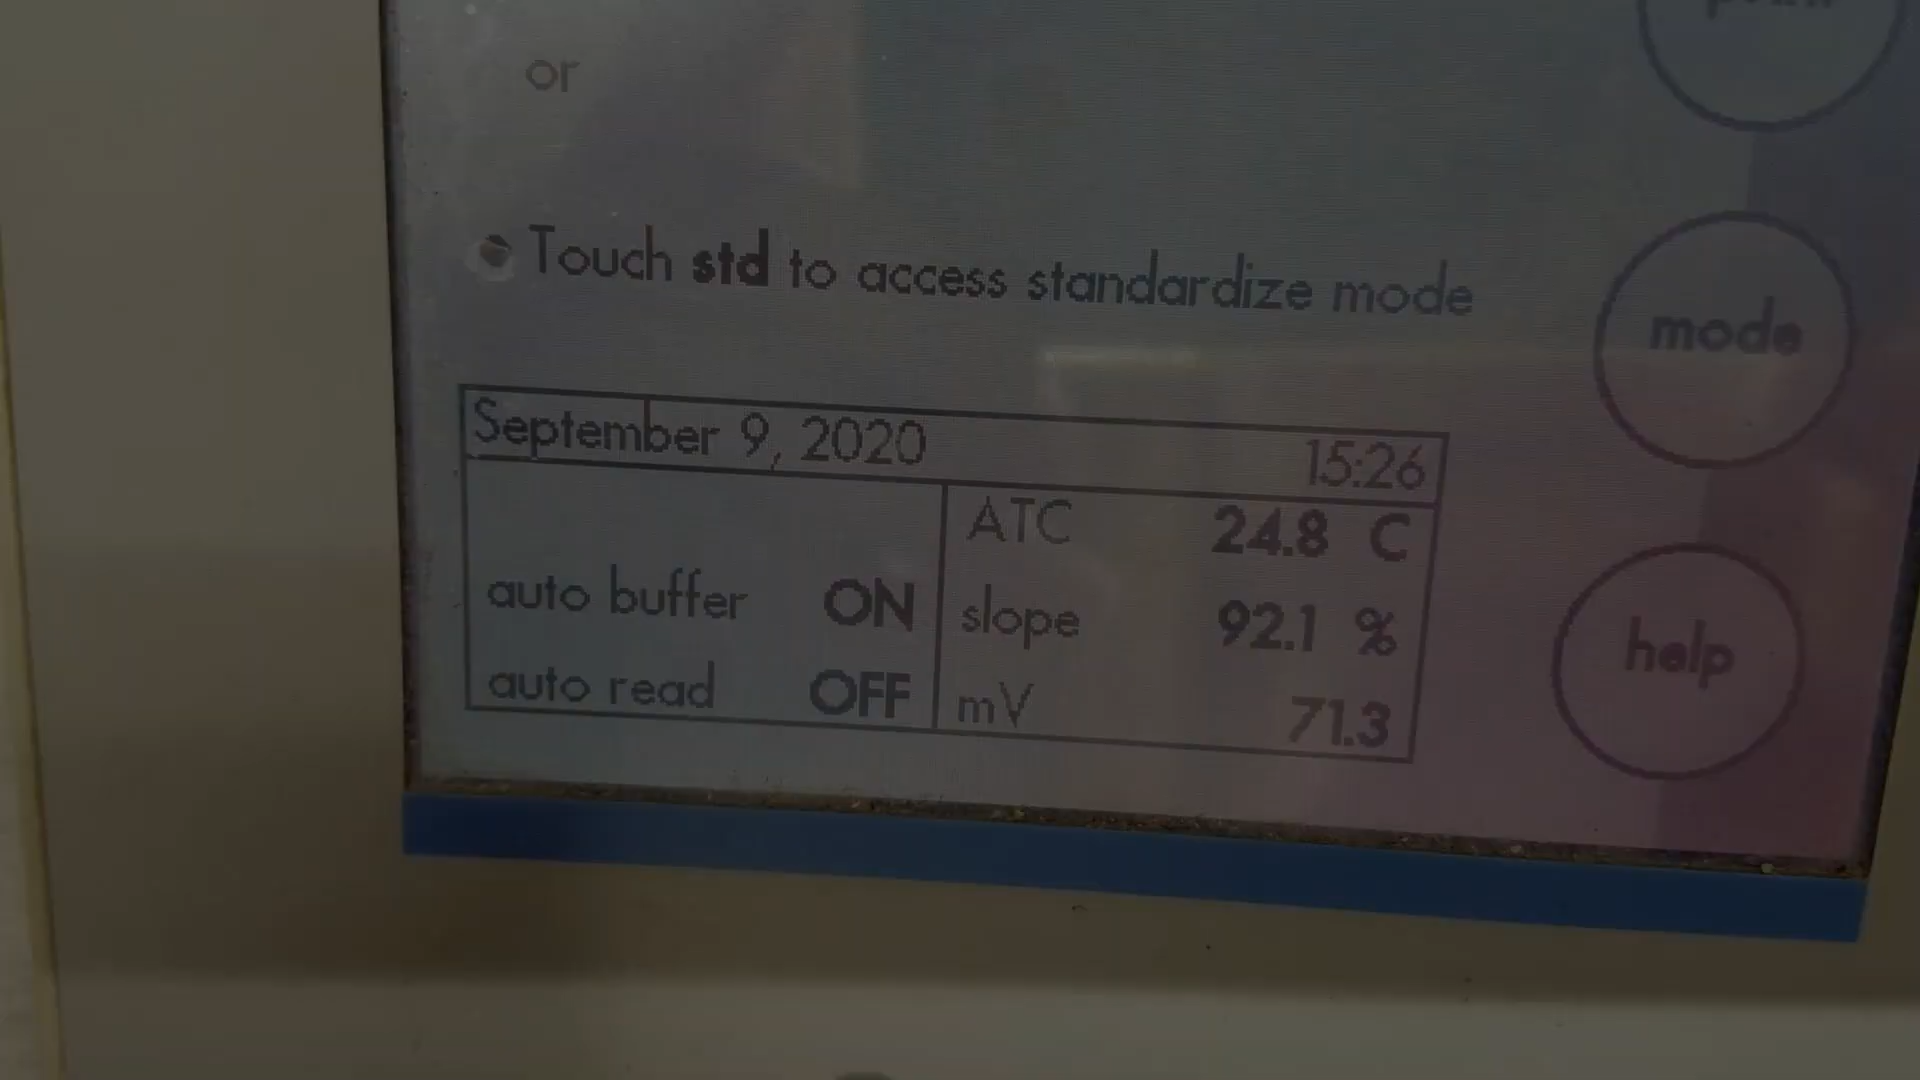 or
Touch std to access standardize mode
mode
September 9, 2020 15:26
ATC 24.8 C
auto buffer ON slope 92.1 %
help
auto read OFF mV 71.3